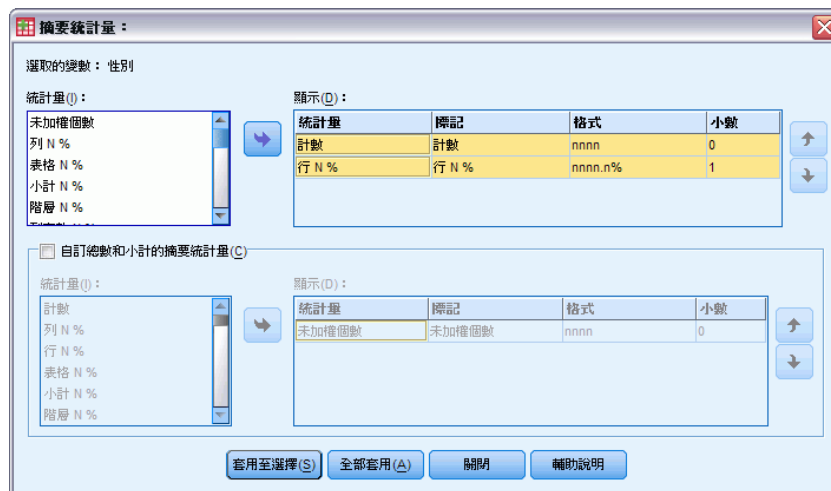 摘要統計量：
選取的變數： 性別
統計量(I)：
未加權個數
列 N %
表格 N %
小計 N %
階層 N %
顯示(D)：
統計量 標記 格式 小數
計數 計數 nnnn 0
行 N % 行 N % nnnn.n% 1
自訂總數和小計的摘要統計量(C)
統計量(I)：
計數
列 N %
行 N %
表格 N %
小計 N %
階層 N %
顯示(D)：
統計量 標記 格式 小數
未加權個數 未加權個數 nnnn 0
套用至選擇(S) 全部套用(A) 關閉 輔助說明